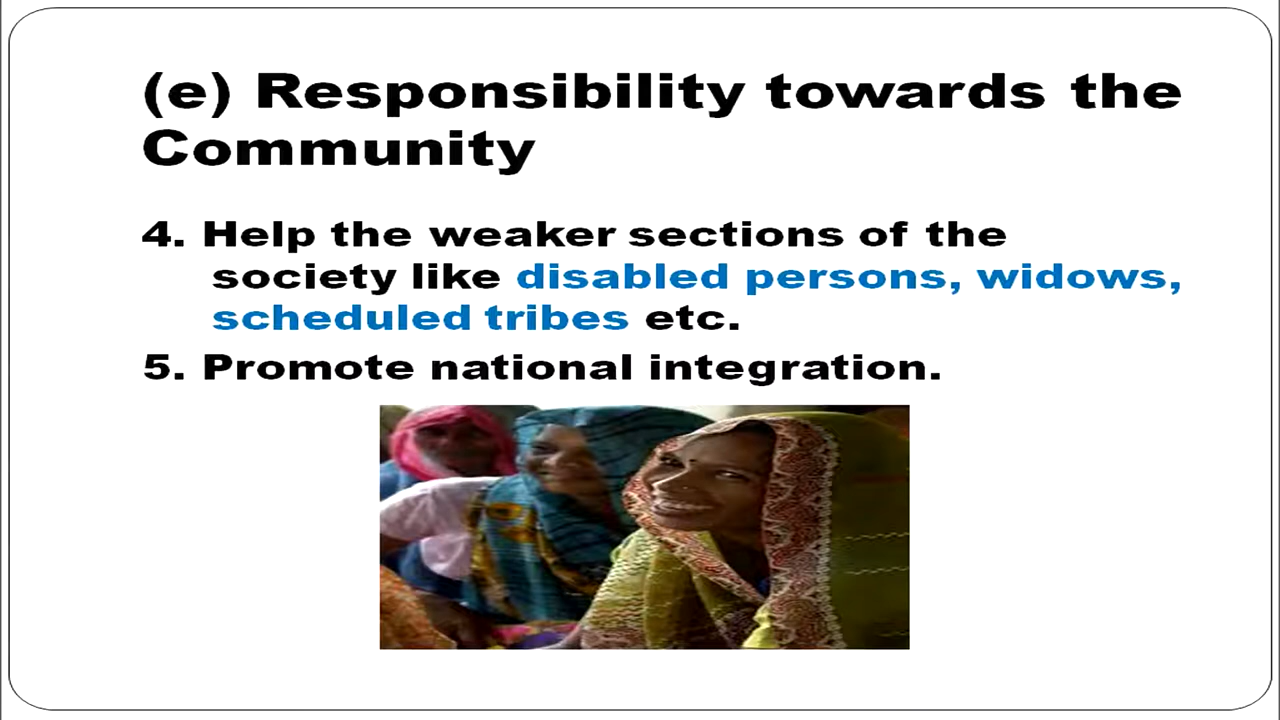 (e) Responsibility towards the
Community
4. Help the weaker sections of the
society like disabled persons, widows,
scheduled tribes etc.
5. Promote national integration.